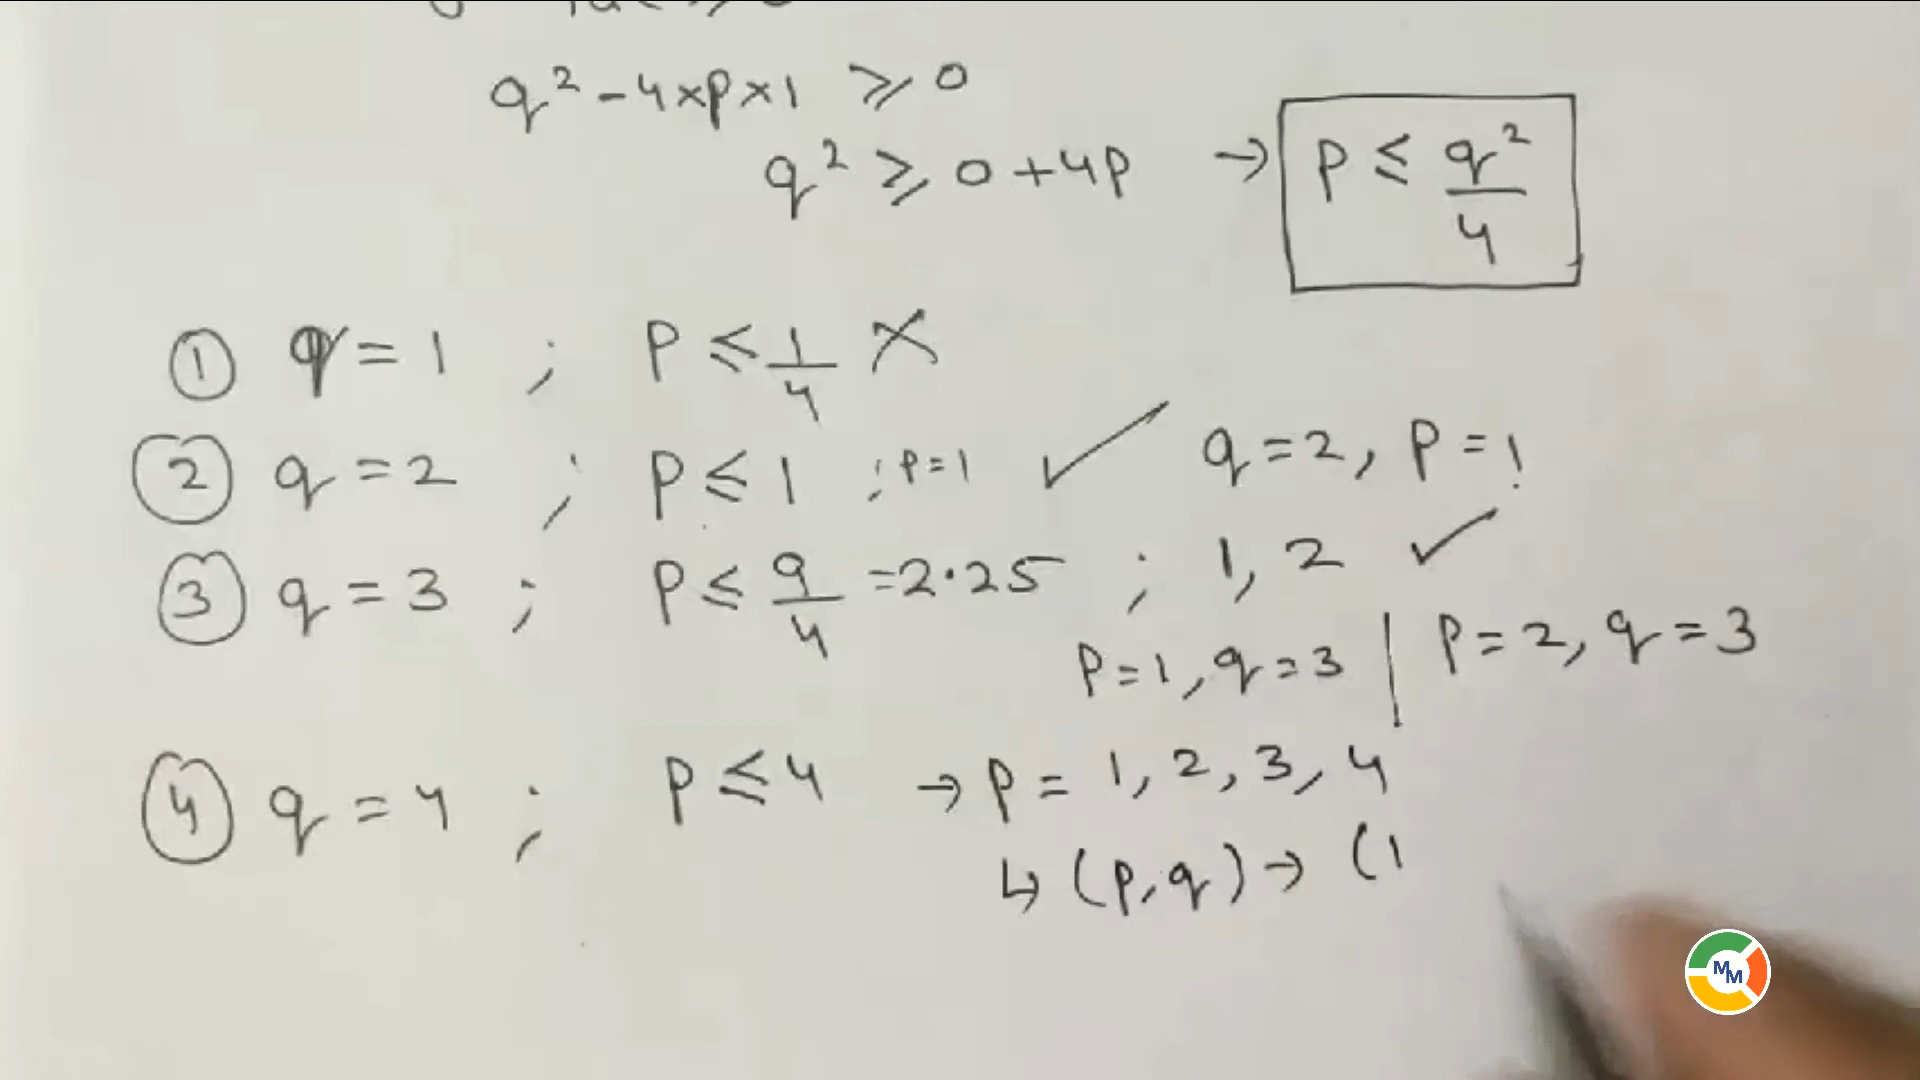 q² - 4×p×1 ≥ 0
q² ≥ 0 + 4p → p ≤ q²/4
① q = 1 ; p ≤ 1/4 ✗
② q = 2 ; p ≤ 1 ; p = 1 ✓ q = 2, p = 1
③ q = 3 ; p ≤ 9/4 = 2.25 ; 1, 2 ✓
p = 1, q = 3 | p = 2, q = 3
④ q = 4 ; p ≤ 4 → p = 1, 2, 3, 4
↳ (p, q) → (1
MM